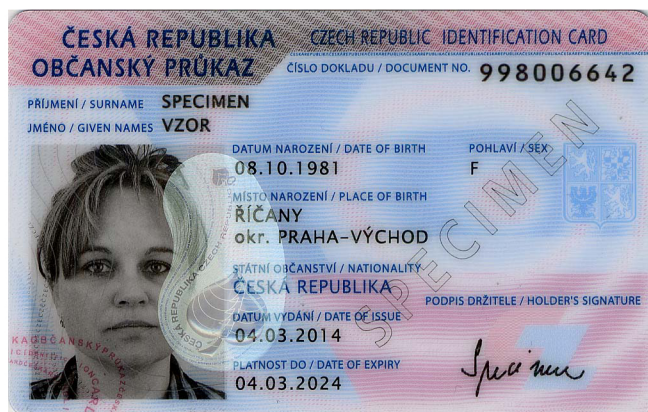 ČESKÁ REPUBLIKA CZECH REPUBLIC IDENTIFICATION CARD
OBČANSKÝ PRŮKAZ ČÍSLO DOKLADU / DOCUMENT NO. 998006642
PŘÍJMENÍ / SURNAME SPECIMEN
JMÉNO / GIVEN NAMES VZOR
DATUM NAROZENÍ / DATE OF BIRTH POHLAVÍ / SEX
08.10.1981 F
MÍSTO NAROZENÍ / PLACE OF BIRTH
ŘÍČANY
okr. PRAHA-VÝCHOD
STÁTNÍ OBČANSTVÍ / NATIONALITY
ČESKÁ REPUBLIKA
PODPIS DRŽITELE / HOLDER'S SIGNATURE
DATUM VYDÁNÍ / DATE OF ISSUE
04.03.2014
PLATNOST DO / DATE OF EXPIRY
04.03.2024
Specimen
SPECIMEN